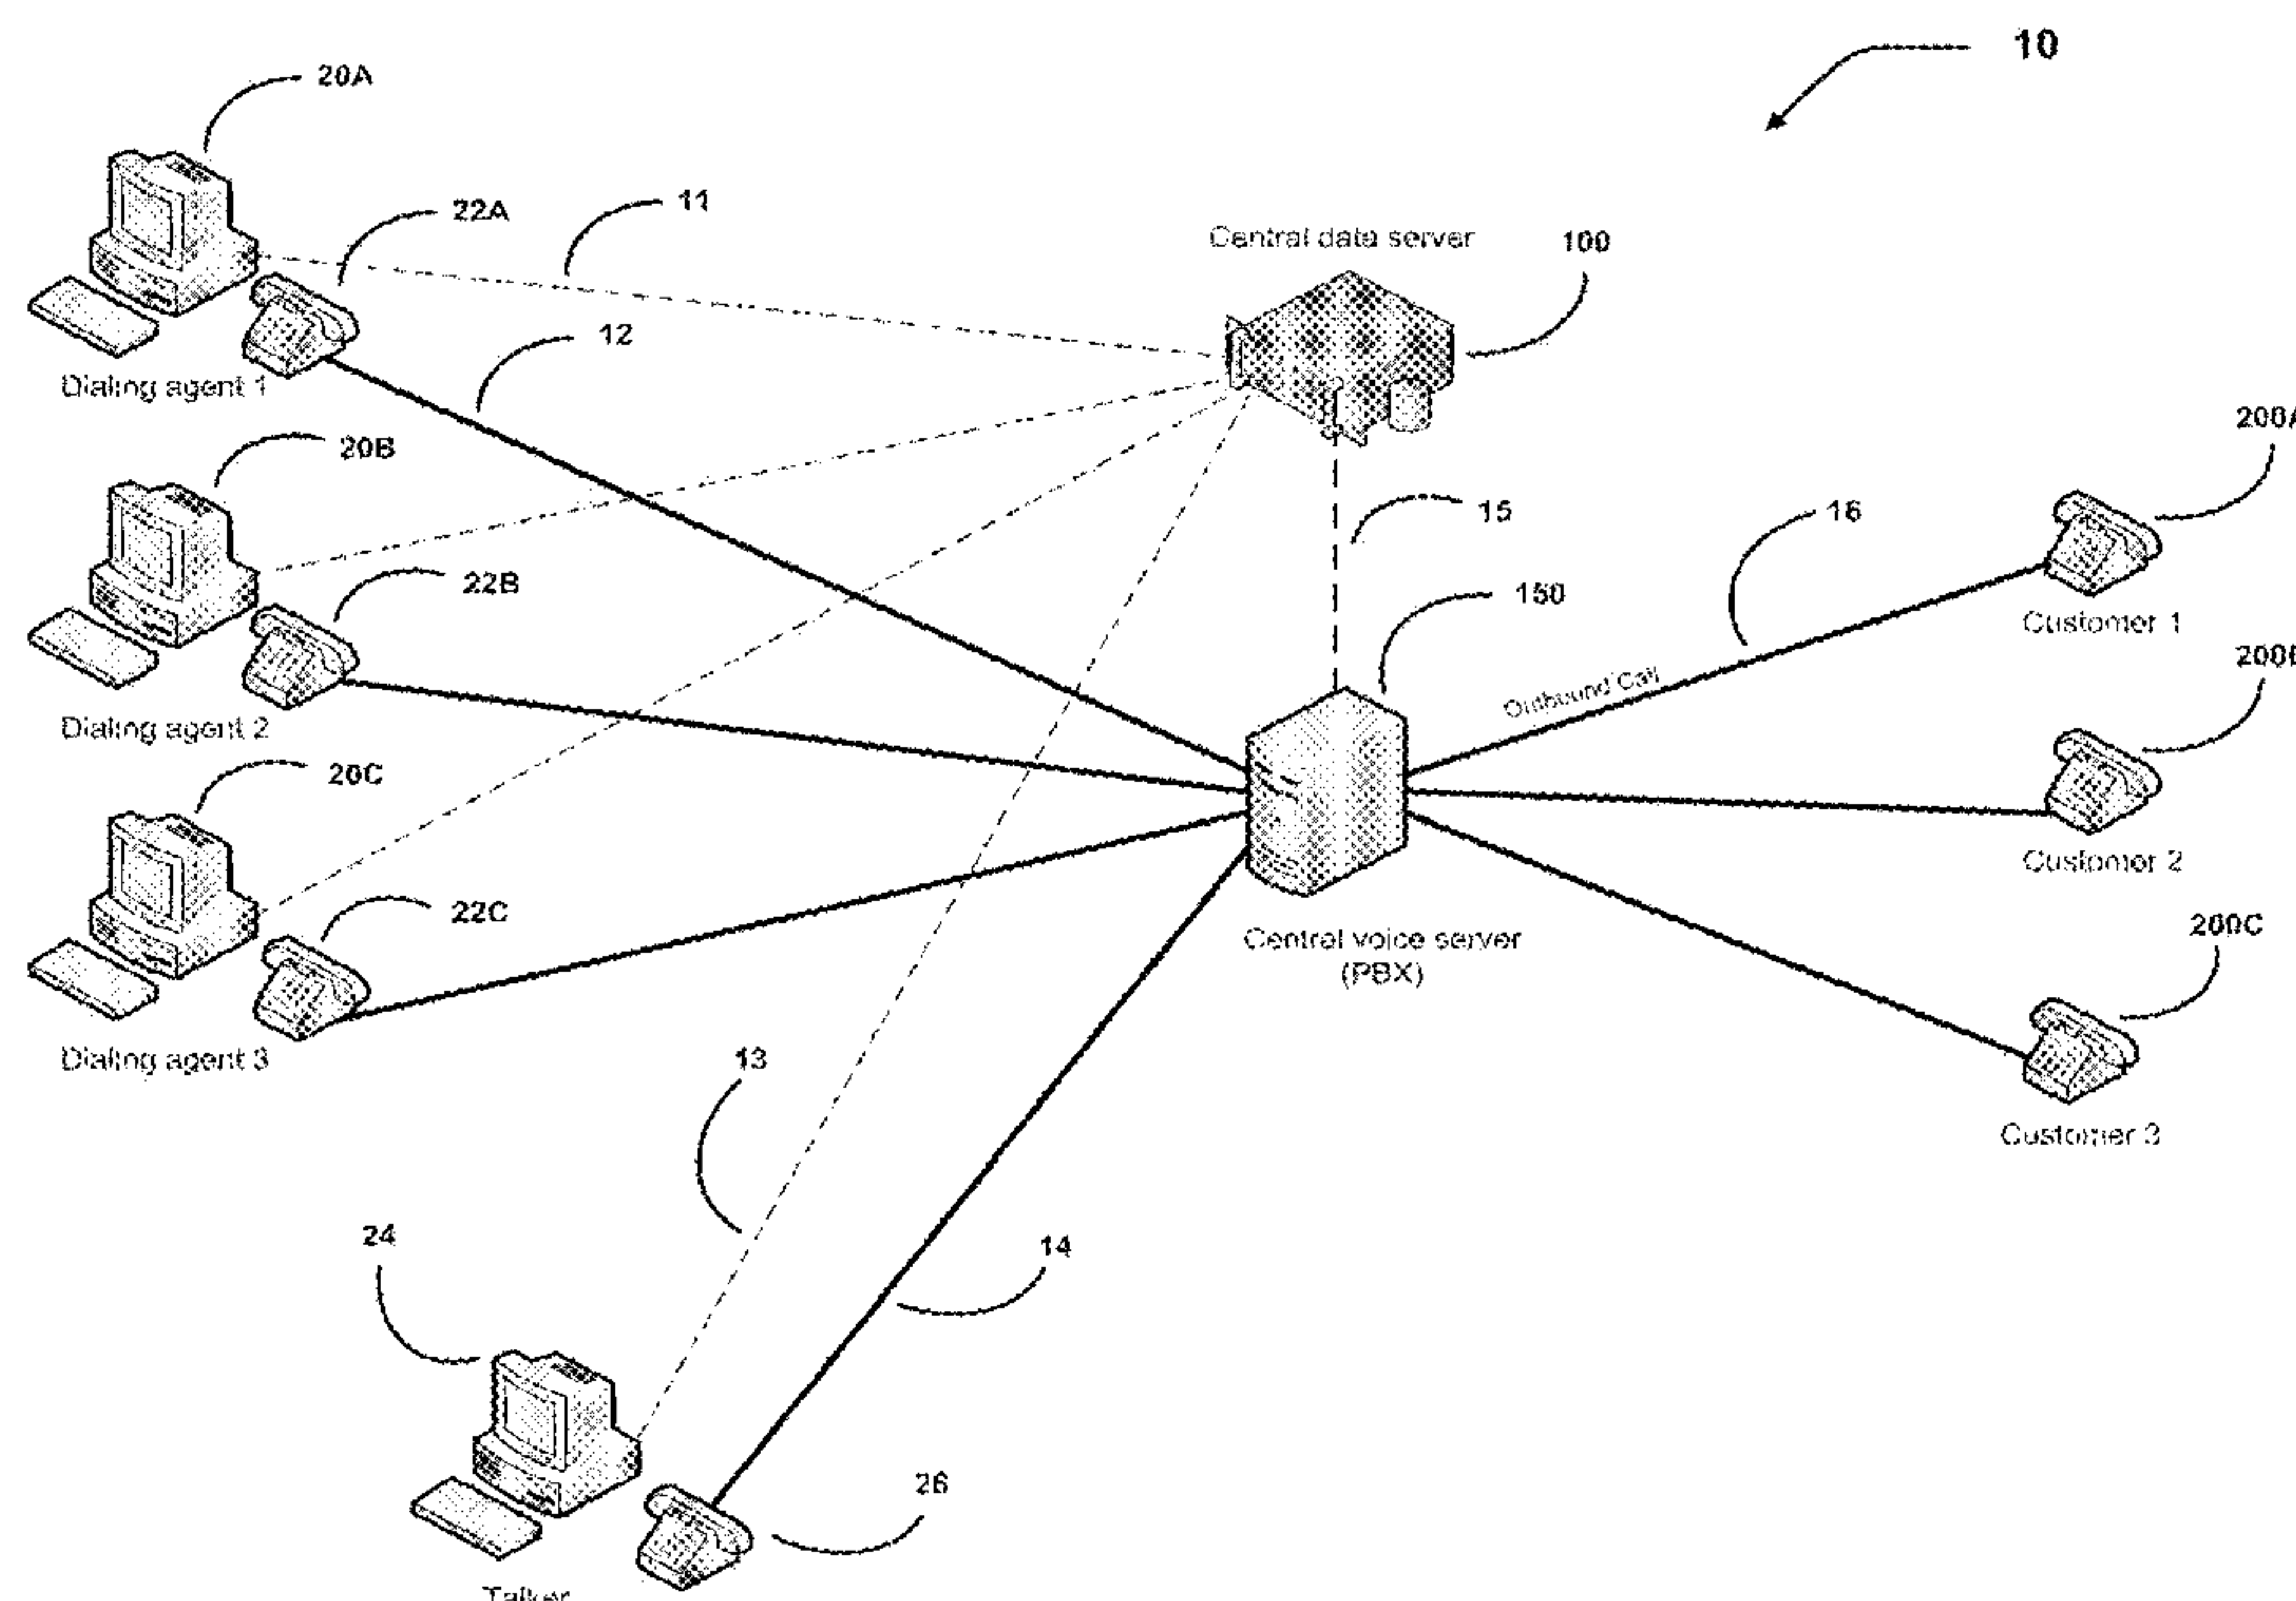 10
20A
22A
11
Central data server
100
12
Dialing agent 1
200A
20B
15
16
22B
150
Customer 1
200B
Outbound Call
Dialing agent 2
20C
Customer 2
22C
200C
Central voice server
(PBX)
Dialing agent 3
13
Customer 3
24
14
26
Talker